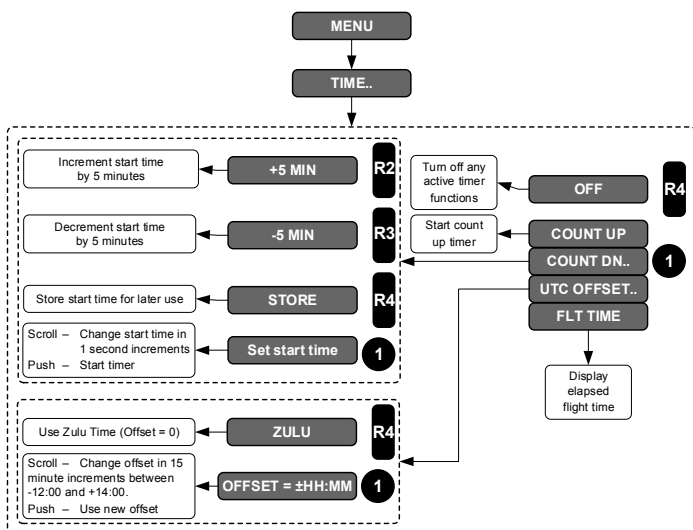 MENU
TIME..
Increment start time
by 5 minutes
+5 MIN
R2
Decrement start time
by 5 minutes
-5 MIN
R3
Store start time for later use
STORE
R4
Scroll – Change start time in
1 second increments
Push – Start timer
Set start time
1
Turn off any
active timer
functions
OFF
R4
Start count
up timer
COUNT UP
COUNT DN..
1
UTC OFFSET..
FLT TIME
Display
elapsed
flight time
Use Zulu Time (Offset = 0)
ZULU
R4
Scroll – Change offset in 15
minute increments between
-12:00 and +14:00.
Push – Use new offset
OFFSET = ±HH:MM
1